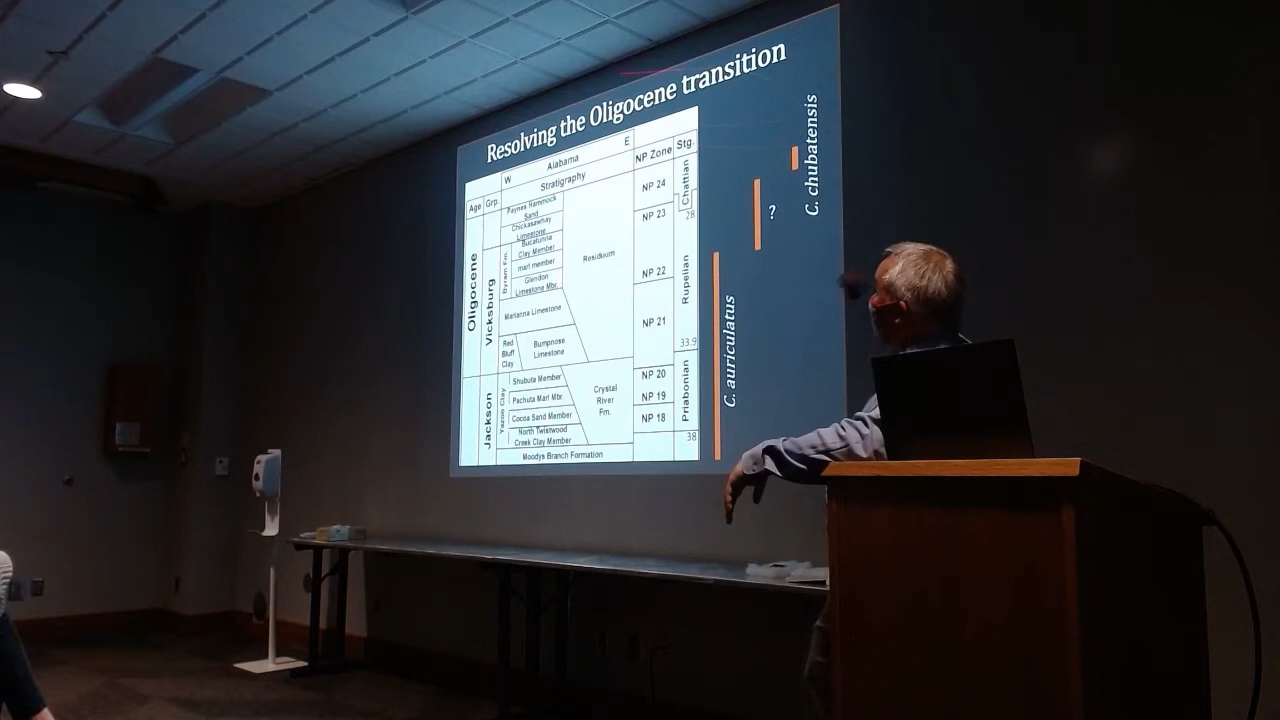 Resolving the Oligocene transition
W Alabama E
Stratigraphy
Age Grp. NP Zone Stg.
Oligocene
Vicksburg
Jackson
Paynes Hammock
Sand
Chickasawhay
Limestone
Byram Fm.
Bucatunna
Clay Member
marl member
Glendon
Limestone Mbr.
Marianna Limestone
Red
Bluff
Clay
Bumpnose
Limestone
Residuum
Yazoo Clay
Shubuta Member
Pachuta Marl Mbr.
Cocoa Sand Member
North Twistwood
Creek Clay Member
Crystal
River
Fm.
Moodys Branch Formation
NP 24
NP 23
NP 22
NP 21
NP 20
NP 19
NP 18
Chattian
28
Rupelian
33.9
Priabonian
38
C. auriculatus
?
C. chubatensis